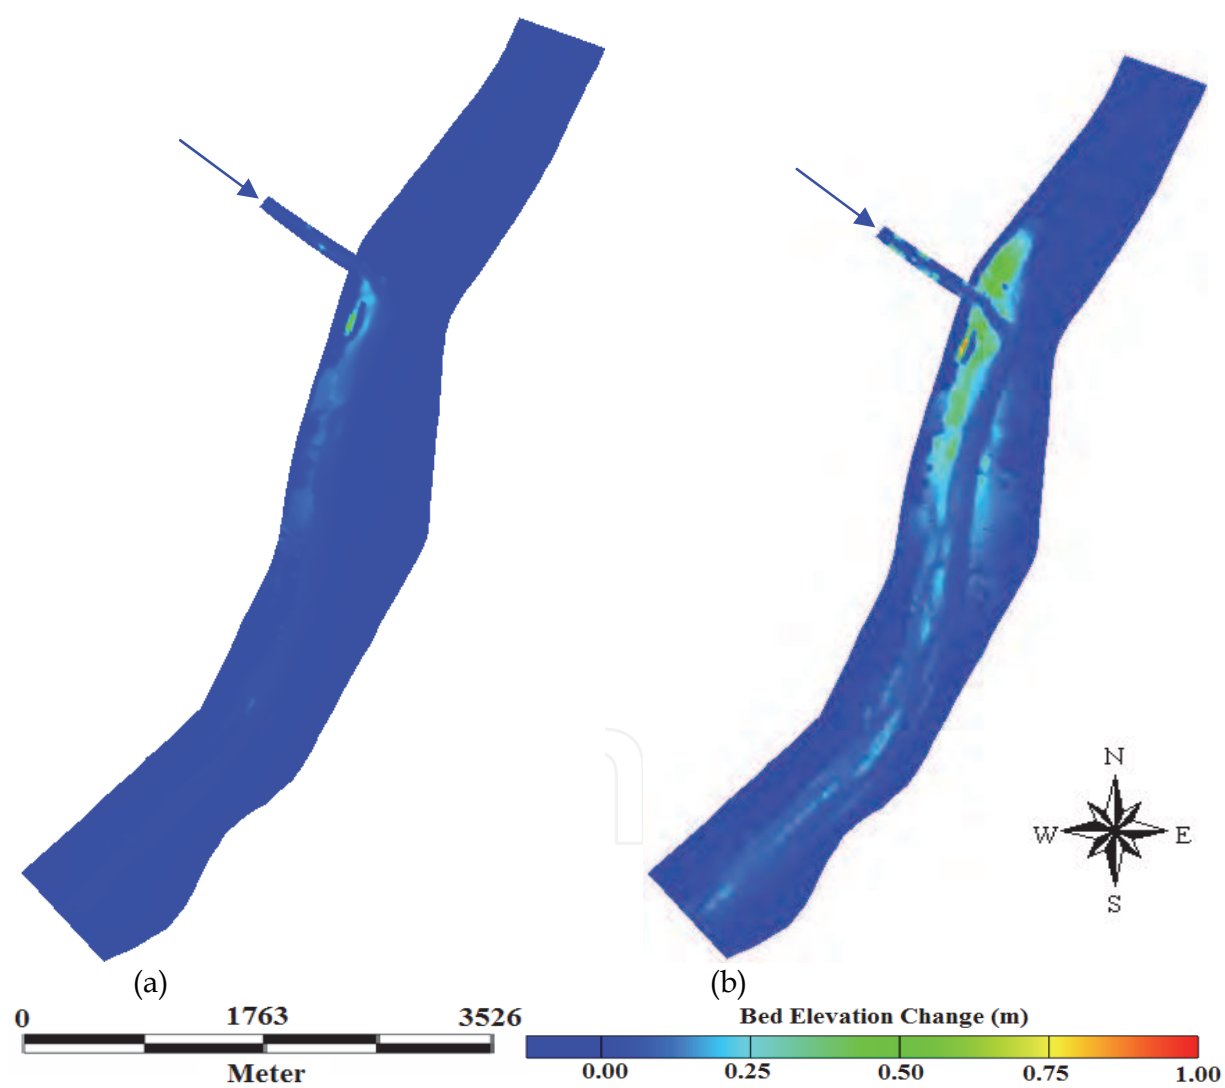 N
W E
S
(a) (b)
0 1763 3526
Meter
Bed Elevation Change (m)
0.00 0.25 0.50 0.75 1.00